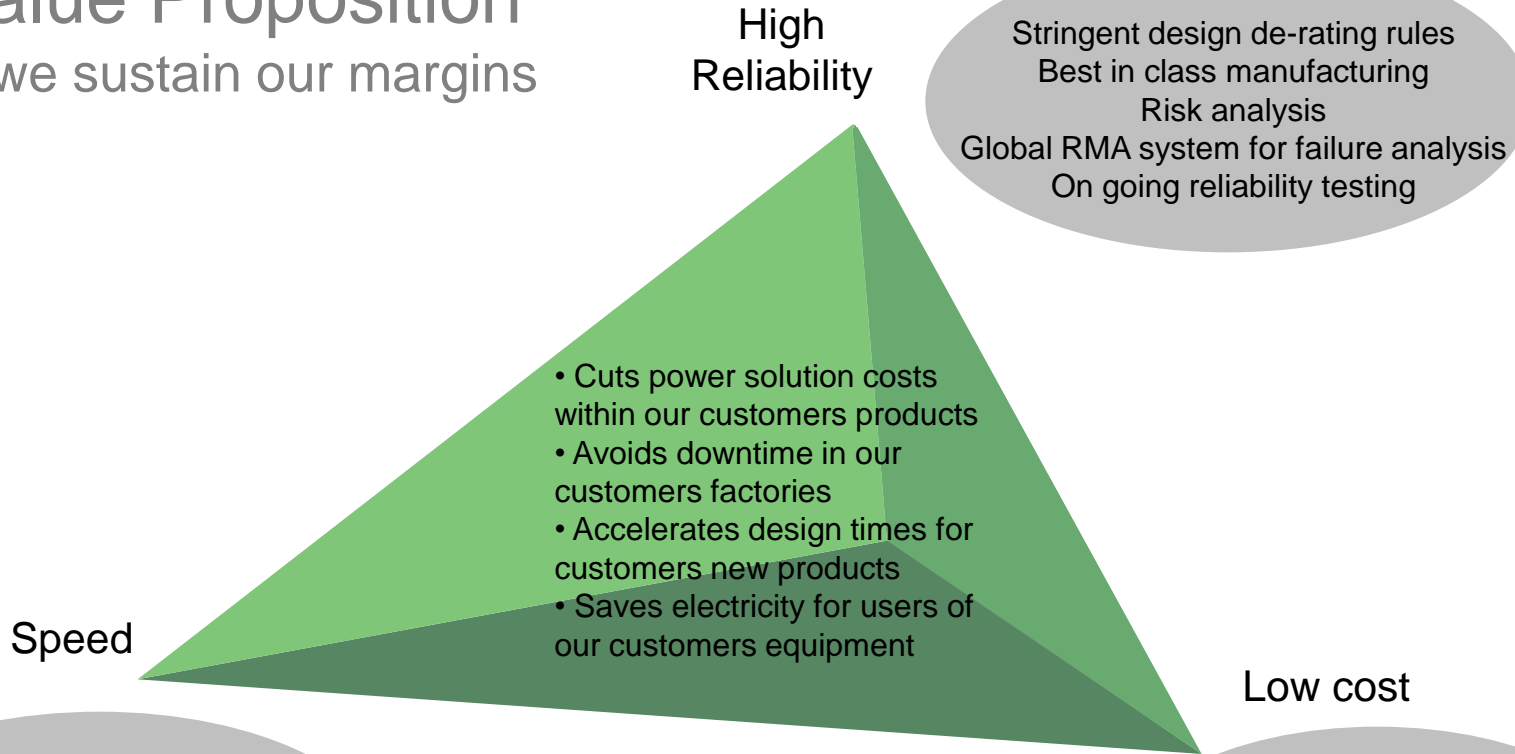 Proposition
we sustain our margins
High
Reliability
Stringent design de-rating rules
Best in class manufacturing
Risk analysis
Global RMA system for failure analysis
On going reliability testing
• Cuts power solution costs
within our customers products
• Avoids downtime in our
customers factories
• Accelerates design times for
customers new products
• Saves electricity for users of
our customers equipment
Speed
Low cost